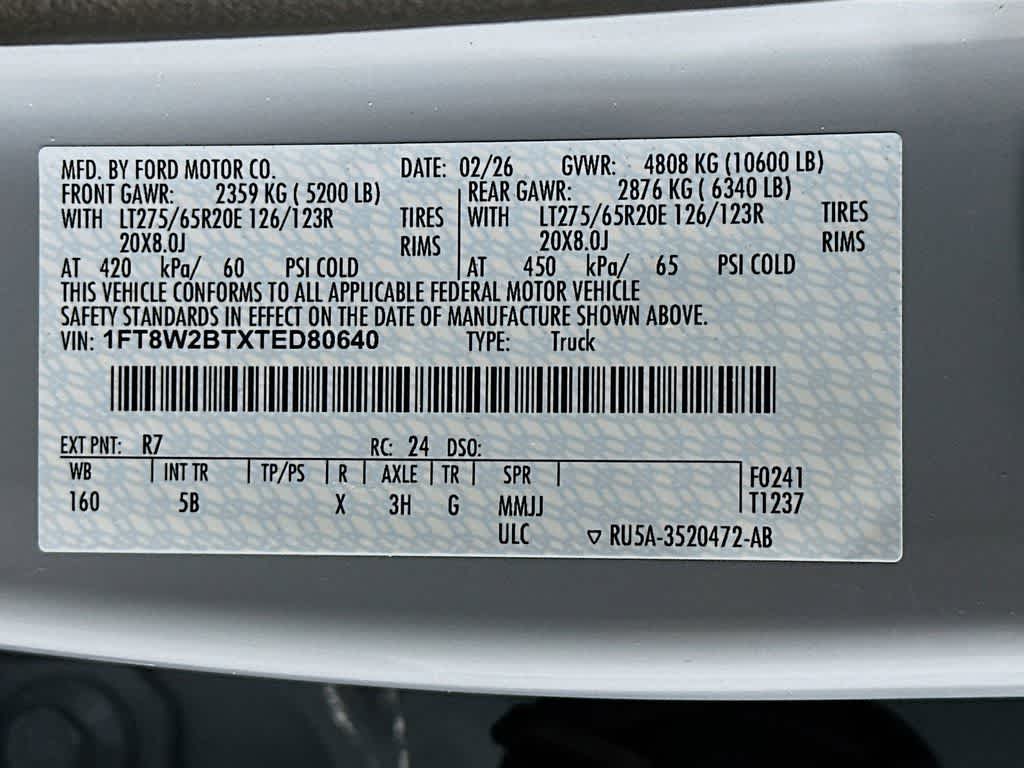 MFD. BY FORD MOTOR CO. DATE: 02/26 GVWR: 4808 KG (10600 LB)
FRONT GAWR: 2359 KG ( 5200 LB) REAR GAWR: 2876 KG ( 6340 LB)
WITH LT275/65R20E 126/123R TIRES WITH LT275/65R20E 126/123R TIRES
20X8.0J RIMS 20X8.0J RIMS
AT 420 kPa/ 60 PSI COLD AT 450 kPa/ 65 PSI COLD
THIS VEHICLE CONFORMS TO ALL APPLICABLE FEDERAL MOTOR VEHICLE
SAFETY STANDARDS IN EFFECT ON THE DATE OF MANUFACTURE SHOWN ABOVE.
VIN: 1FT8W2BTXTED80640 TYPE: Truck
EXT PNT: R7 RC: 24 DSO:
WB INT TR TP/PS R AXLE TR SPR F0241
160 5B X 3H G MMJJ T1237
ULC ▽ RU5A-3520472-AB